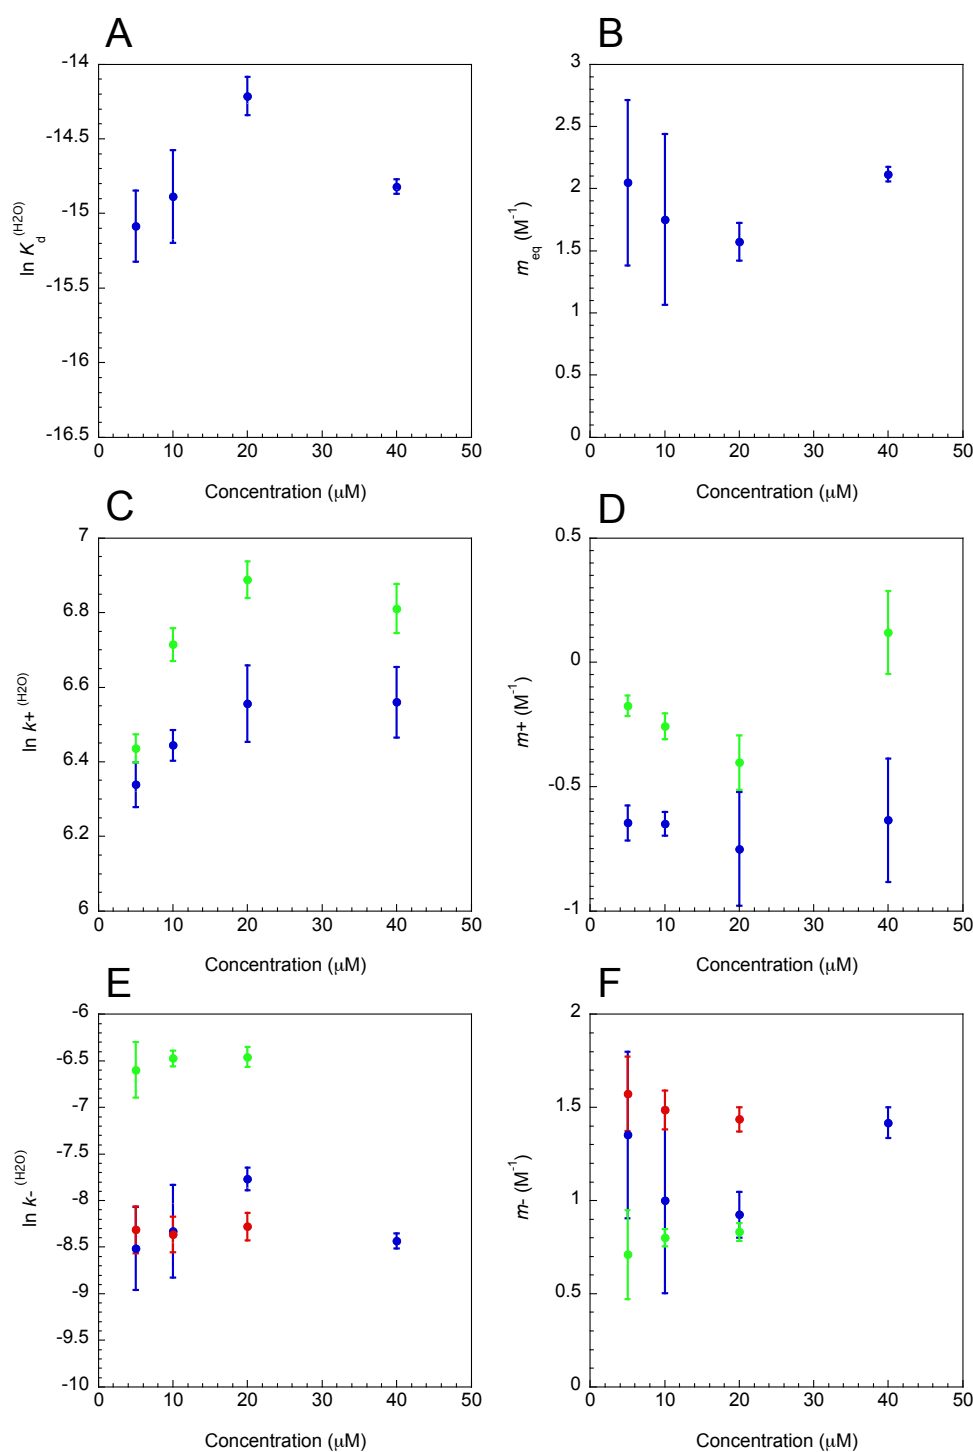 A
B
-14
-14.5
-15
-15.5
-16
-16.5
ln K_d^(H2O)
0 10 20 30 40 50
Concentration (μM)
3
2.5
2
1.5
1
0.5
0
m_eq (M^-1)
0 10 20 30 40 50
Concentration (μM)
C
D
7
6.8
6.6
6.4
6.2
6
ln k+^(H2O)
0 10 20 30 40 50
Concentration (μM)
0.5
0
-0.5
-1
m+ (M^-1)
0 10 20 30 40 50
Concentration (μM)
E
F
-6
-6.5
-7
-7.5
-8
-8.5
-9
-9.5
-10
ln k-^(H2O)
0 10 20 30 40 50
Concentration (μM)
2
1.5
1
0.5
0
m- (M^-1)
0 10 20 30 40 50
Concentration (μM)